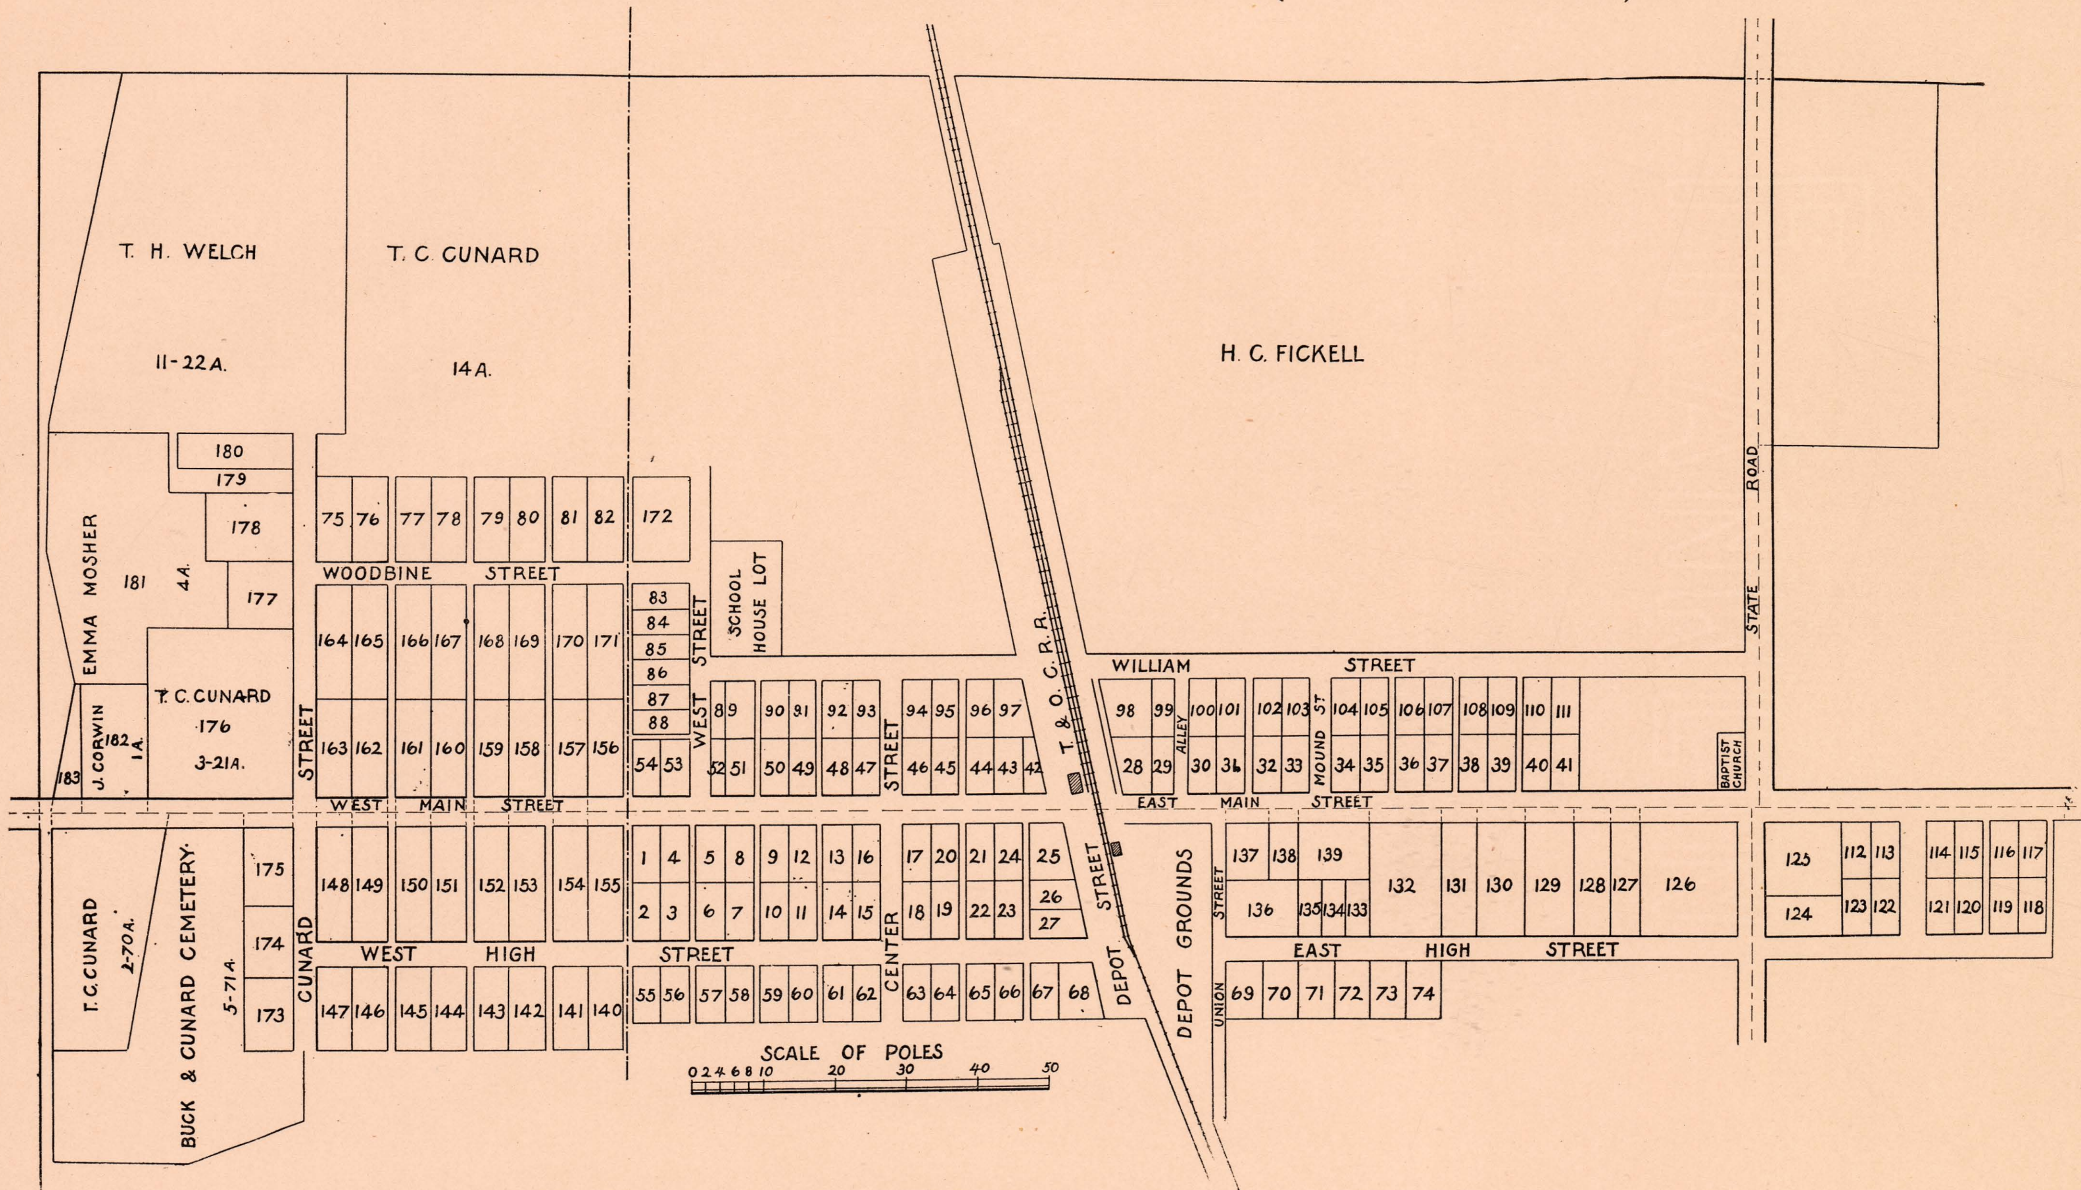 T. H. WELCH
11-22 A.
T. C. CUNARD
14 A.
H. C. FICKELL
180
179
178
177
EMMA MOSHER
181
4 A.
J. CORWIN
182
1 A.
183
T. C. CUNARD
176
3-21 A.
75 76 77 78 79 80 81 82 172
WOODBINE STREET
164 165 166 167 168 169 170 171
163 162 161 160 159 158 157 156
83
84
85
86
87
88
54 53
WEST STREET
SCHOOL
HOUSE LOT
T. & O. C. R. R.
STATE ROAD
WILLIAM STREET
89 90 91 92 93 94 95 96 97
52 51 50 49 48 47 46 45 44 43 42
98 99 100 101 102 103 104 105 106 107 108 109 110 111
28 29 30 31 32 33 34 35 36 37 38 39 40 41
ALLEY
MOUND ST
BAPTIST
CHURCH
CUNARD STREET
CENTER STREET
WEST MAIN STREET
EAST MAIN STREET
T. C. CUNARD
2-70 A.
BUCK & CUNARD CEMETERY.
5-71 A.
175
174
173
148 149 150 151 152 153 154 155
1 4 5 8 9 12 13 16 17 20 21 24 25
2 3 6 7 10 11 14 15 18 19 22 23 26
27
DEPOT STREET
DEPOT GROUNDS
UNION STREET
137 138 139
136 135 134 133
132 131 130 129 128 127 126
125 112 113 114 115 116 117
124 123 122 121 120 119 118
WEST HIGH STREET
EAST HIGH STREET
147 146 145 144 143 142 141 140
55 56 57 58 59 60 61 62 63 64 65 66 67 68
69 70 71 72 73 74
SCALE OF POLES
0 2 4 6 8 10 20 30 40 50